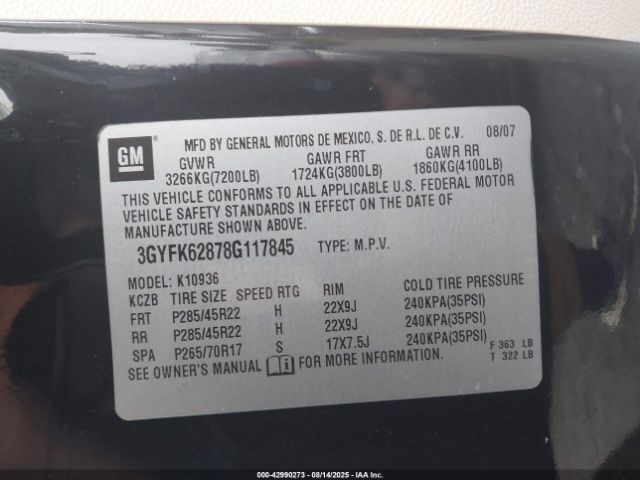 GM ® MFD BY GENERAL MOTORS DE MEXICO, S. DE R.L. DE C.V. 08/07
GVWR GAWR FRT GAWR RR
3266KG(7200LB) 1724KG(3800LB) 1860KG(4100LB)
THIS VEHICLE CONFORMS TO ALL APPLICABLE U.S. FEDERAL MOTOR
VEHICLE SAFETY STANDARDS IN EFFECT ON THE DATE OF
MANUFACTURE SHOWN ABOVE.
3GYFK62878G117845 TYPE: M.P.V.
MODEL: K10936
KCZB TIRE SIZE SPEED RTG RIM COLD TIRE PRESSURE
FRT P285/45R22 H 22X9J 240KPA(35PSI)
RR P285/45R22 H 22X9J 240KPA(35PSI)
SPA P265/70R17 S 17X7.5J 240KPA(35PSI) F 363 LB
SEE OWNER'S MANUAL FOR MORE INFORMATION. T 322 LB
000-42990273 - 08/14/2025 - IAAI.com